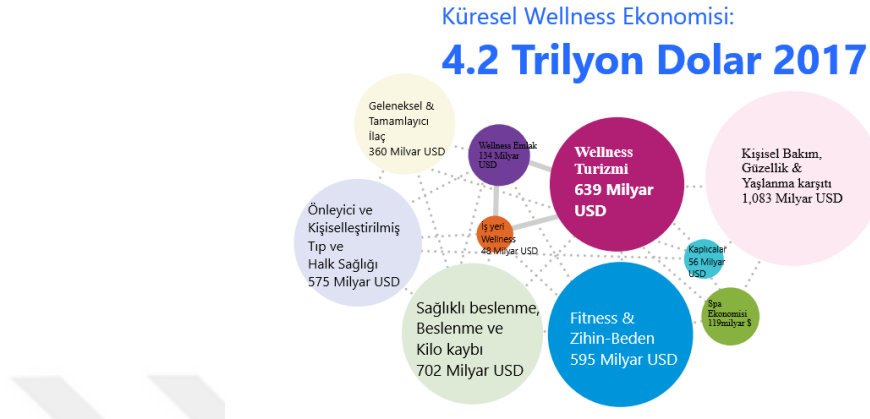 Küresel Wellness Ekonomisi:
4.2 Trilyon Dolar 2017
Geleneksel &
Tamamlayıcı
İlaç
360 Milyar USD
Wellness Emlak
134 Milyar
USD
Wellness
Turizmi
639 Milyar
USD
Kişisel Bakım,
Güzellik &
Yaşlanma karşıtı
1,083 Milyar USD
Önleyici ve
Kişiselleştirilmiş
Tıp ve
Halk Sağlığı
575 Milyar USD
İş yeri
Wellness
48 Milyar USD
Kaplıcalar
56 Milyar
USD
Sağlıklı beslenme,
Beslenme ve
Kilo kaybı
702 Milyar USD
Fitness &
Zihin-Beden
595 Milyar USD
Spa
Ekonomisi
119milyar $